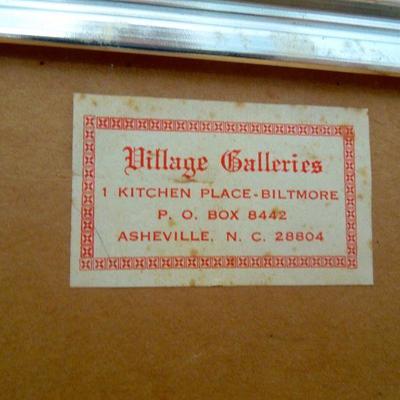 Village Galleries
1 KITCHEN PLACE-BILTMORE
P. O. BOX 8442
ASHEVILLE, N. C. 28804